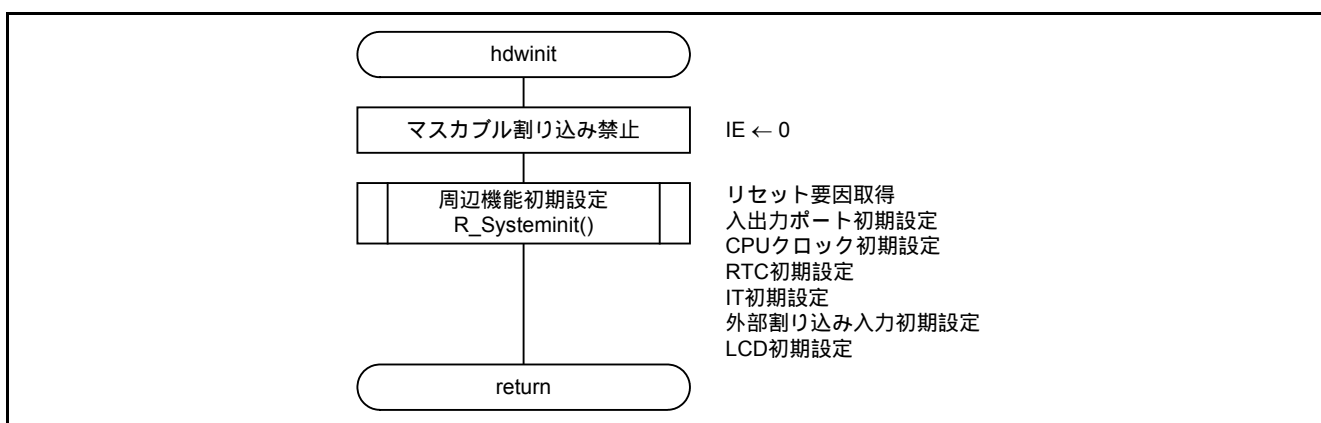 hdwinit
マスカブル割り込み禁止
IE ← 0
周辺機能初期設定
R_Systeminit()
リセット要因取得
入出力ポート初期設定
CPUクロック初期設定
RTC初期設定
IT初期設定
外部割り込み入力初期設定
LCD初期設定
return